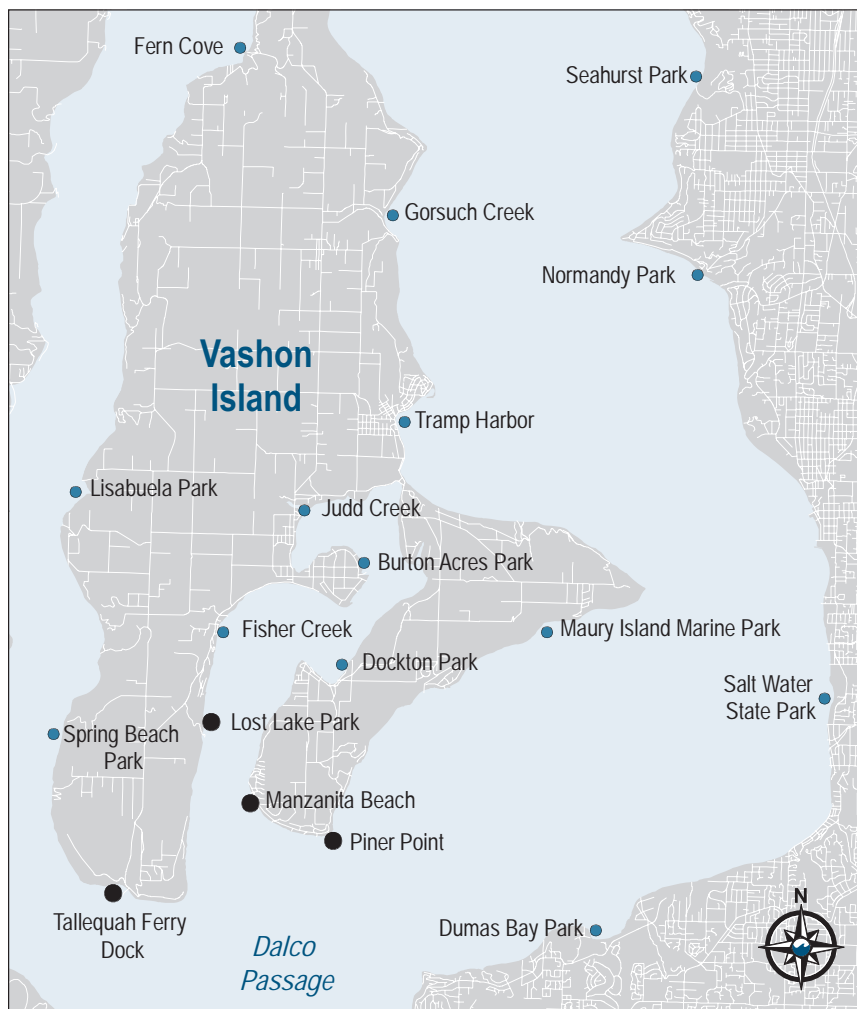 Fern Cove
Seahurst Park
Gorsuch Creek
Normandy Park
Vashon
Island
Tramp Harbor
Lisabuela Park
Judd Creek
Burton Acres Park
Fisher Creek
Maury Island Marine Park
Dockton Park
Salt Water
State Park
Lost Lake Park
Spring Beach
Park
Manzanita Beach
Piner Point
N
Tallequah Ferry
Dock
Dumas Bay Park
Dalco
Passage